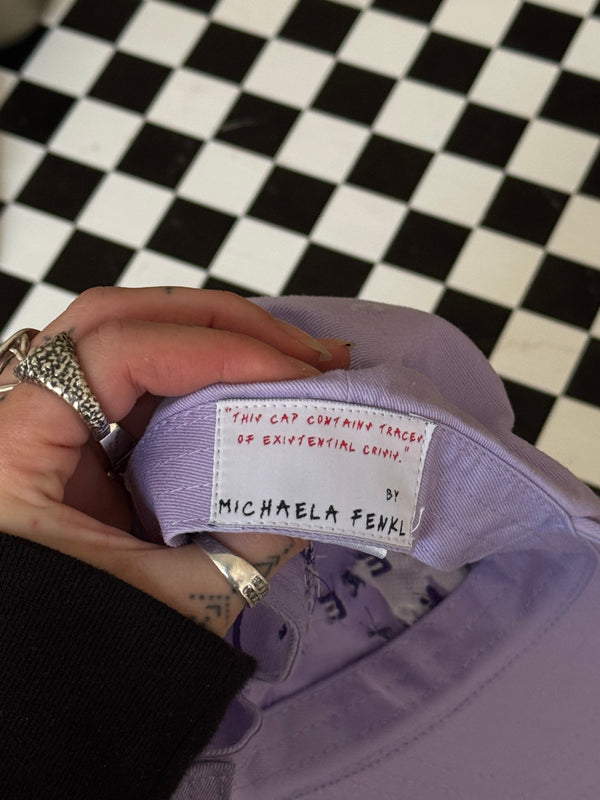 "THIS CAP CONTAINS TRACES
OF EXISTENTIAL CRISIS."
BY
MICHAELA FENKL